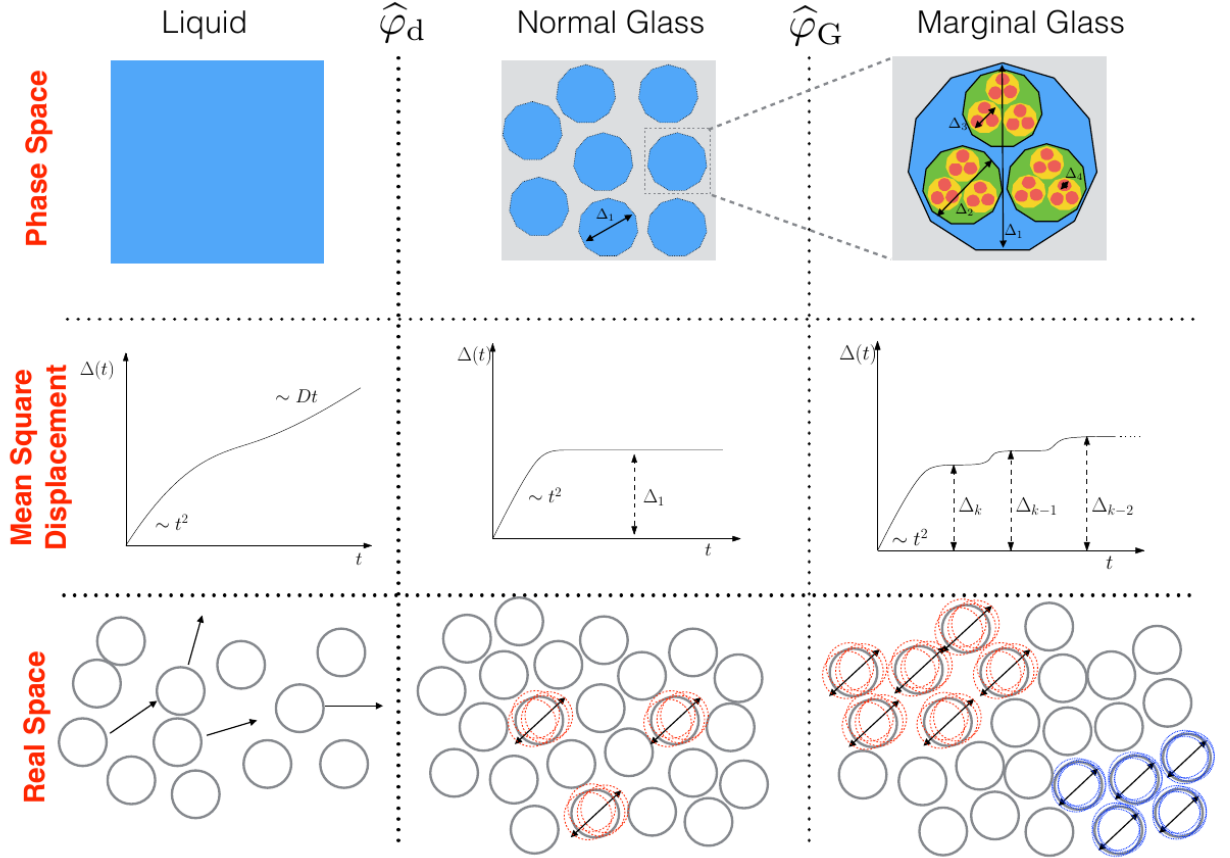 Liquid
φ̂d
Normal Glass
φ̂G
Marginal Glass
Phase Space
Δ1
Δ3
Δ4
Δ2
Δ1
Mean Square
Displacement
Δ(t)
∼ Dt
∼ t²
t
Δ(t)
∼ t²
Δ1
t
Δ(t)
Δk
Δk−1
Δk−2
∼ t²
t
Real Space